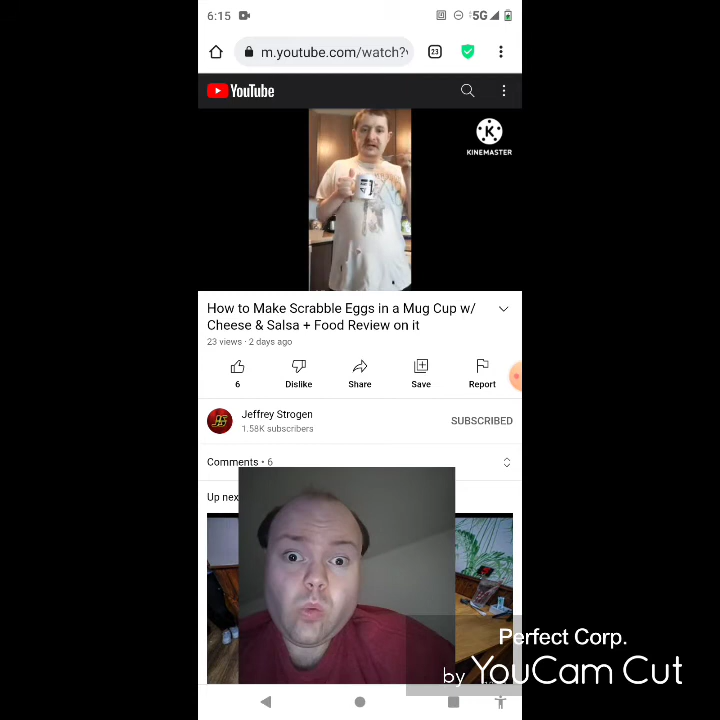 6:15 5G
m.youtube.com/watch?v 23
YouTube
K
KINEMASTER
How to Make Scrabble Eggs in a Mug Cup w/
Cheese & Salsa + Food Review on it
23 views · 2 days ago
6 Dislike Share Save Report
JS
Jeffrey Strogen
1.58K subscribers
SUBSCRIBED
Comments • 6
Up nex
Perfect Corp.
by YouCam Cut